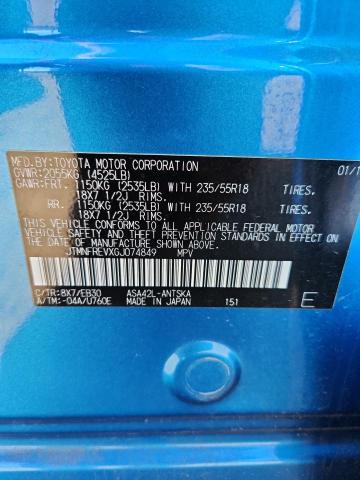 MFD.BY:TOYOTA MOTOR CORPORATION 01/1
GVWR:2055KG (4525LB)
GAWR:FRT. 1150KG (2535LB) WITH 235/55R18 TIRES.
18X7 1/2J RIMS.
RR. 1150KG (2535LB) WITH 235/55R18 TIRES.
18X7 1/2J RIMS.
THIS VEHICLE CONFORMS TO ALL APPLICABLE FEDERAL MOTOR
VEHICLE SAFETY AND THEFT PREVENTION STANDARDS IN
EFFECT ON THE DATE OF MANUFACTURE SHOWN ABOVE.
JTMNFREVXGJ074849 MPV
C/TR:8X7/EB30 ASA42L-ANTSKA
A/TM:-04A/U760E MADE IN JAPAN 151 E